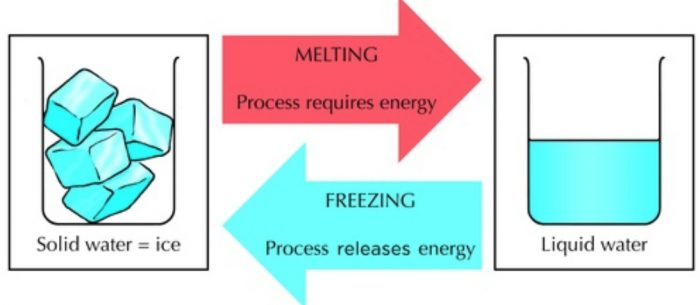 MELTING
Process requires energy
FREEZING
Process releases energy
Solid water = ice
Liquid water